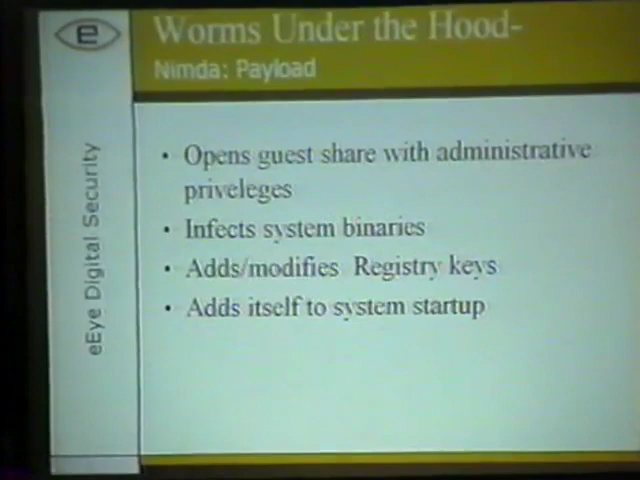 e
Worms Under the Hood-
Nimda: Payload
eEye Digital Security
• Opens guest share with administrative
priveleges
• Infects system binaries
• Adds/modifies Registry keys
• Adds itself to system startup